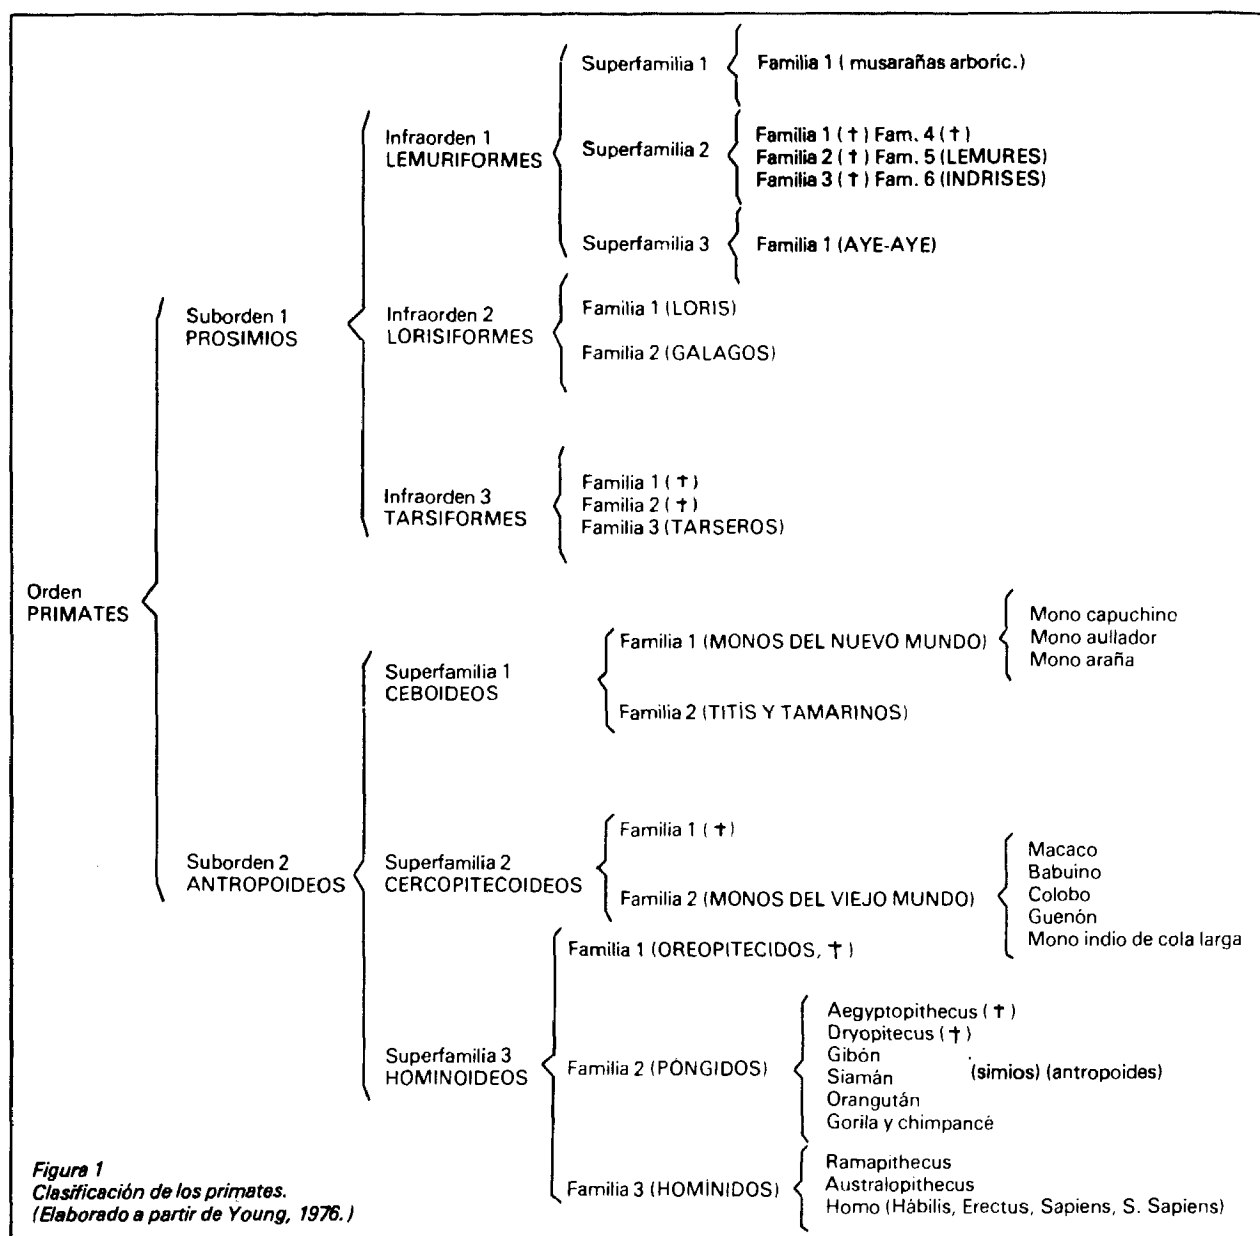 Orden
PRIMATES
Suborden 1
PROSIMIOS
Infraorden 1
LEMURIFORMES
Superfamilia 1
Familia 1 ( musarañas arboríc.)
Superfamilia 2
Familia 1 ( † ) Fam. 4 ( † )
Familia 2 ( † ) Fam. 5 (LEMURES)
Familia 3 ( † ) Fam. 6 (INDRISES)
Superfamilia 3
Familia 1 (AYE-AYE)
Infraorden 2
LORISIFORMES
Familia 1 (LORIS)
Familia 2 (GALAGOS)
Infraorden 3
TARSIFORMES
Familia 1 ( † )
Familia 2 ( † )
Familia 3 (TARSEROS)
Suborden 2
ANTROPOIDEOS
Superfamilia 1
CEBOIDEOS
Familia 1 (MONOS DEL NUEVO MUNDO)
Mono capuchino
Mono aullador
Mono araña
Familia 2 (TITÍS Y TAMARINOS)
Superfamilia 2
CERCOPITECOIDEOS
Familia 1 ( † )
Familia 2 (MONOS DEL VIEJO MUNDO)
Macaco
Babuino
Colobo
Guenón
Mono indio de cola larga
Superfamilia 3
HOMINOIDEOS
Familia 1 (OREOPITECIDOS, † )
Familia 2 (PÓNGIDOS)
Aegyptopithecus ( † )
Dryopitecus ( † )
Gibón
Siamán (simios) (antropoides)
Orangután
Gorila y chimpancé
Familia 3 (HOMÍNIDOS)
Ramapithecus
Australopithecus
Homo (Hábilis, Erectus, Sapiens, S. Sapiens)
Figura 1
Clasificación de los primates.
(Elaborado a partir de Young, 1976.)